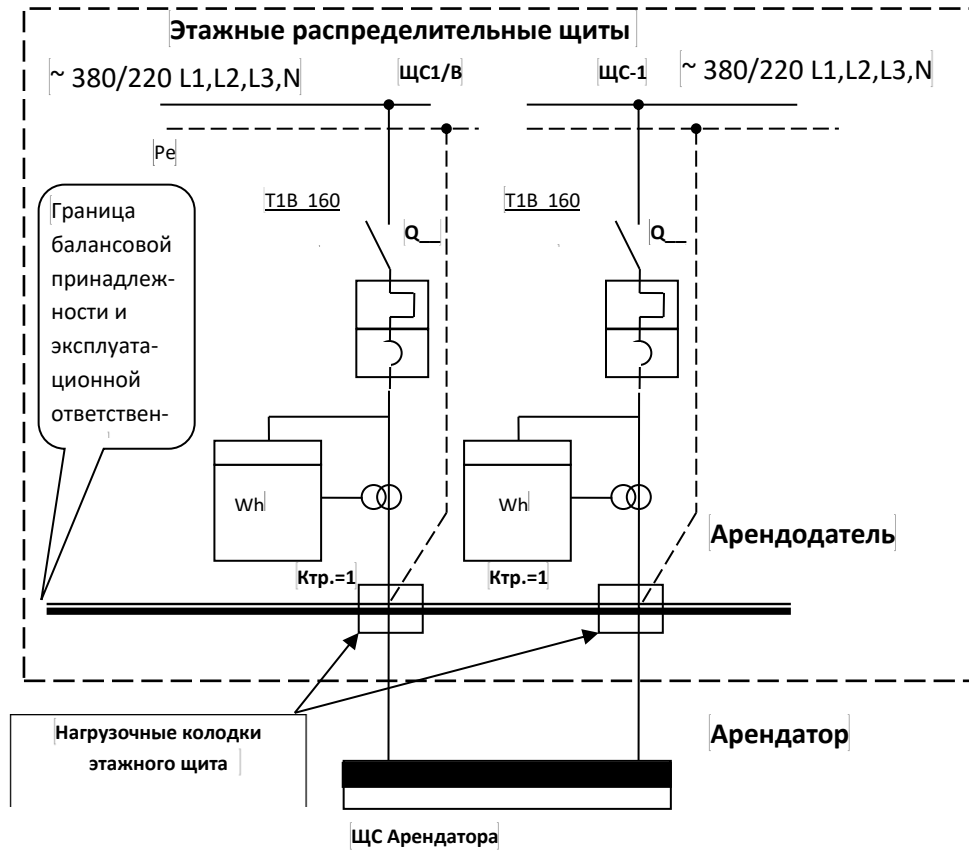 Этажные распределительные щиты
~ 380/220 L1,L2,L3,N
ЩС1/В
ЩС-1
~ 380/220 L1,L2,L3,N
Pe
T1B 160
T1B 160
Q__
Q__
Граница
балансовой
принадлеж-
ности и
эксплуата-
ционной
ответствен-
Wh
Wh
Арендодатель
Ктр.=1
Ктр.=1
Нагрузочные колодки
этажного щита
Арендатор
ЩС Арендатора